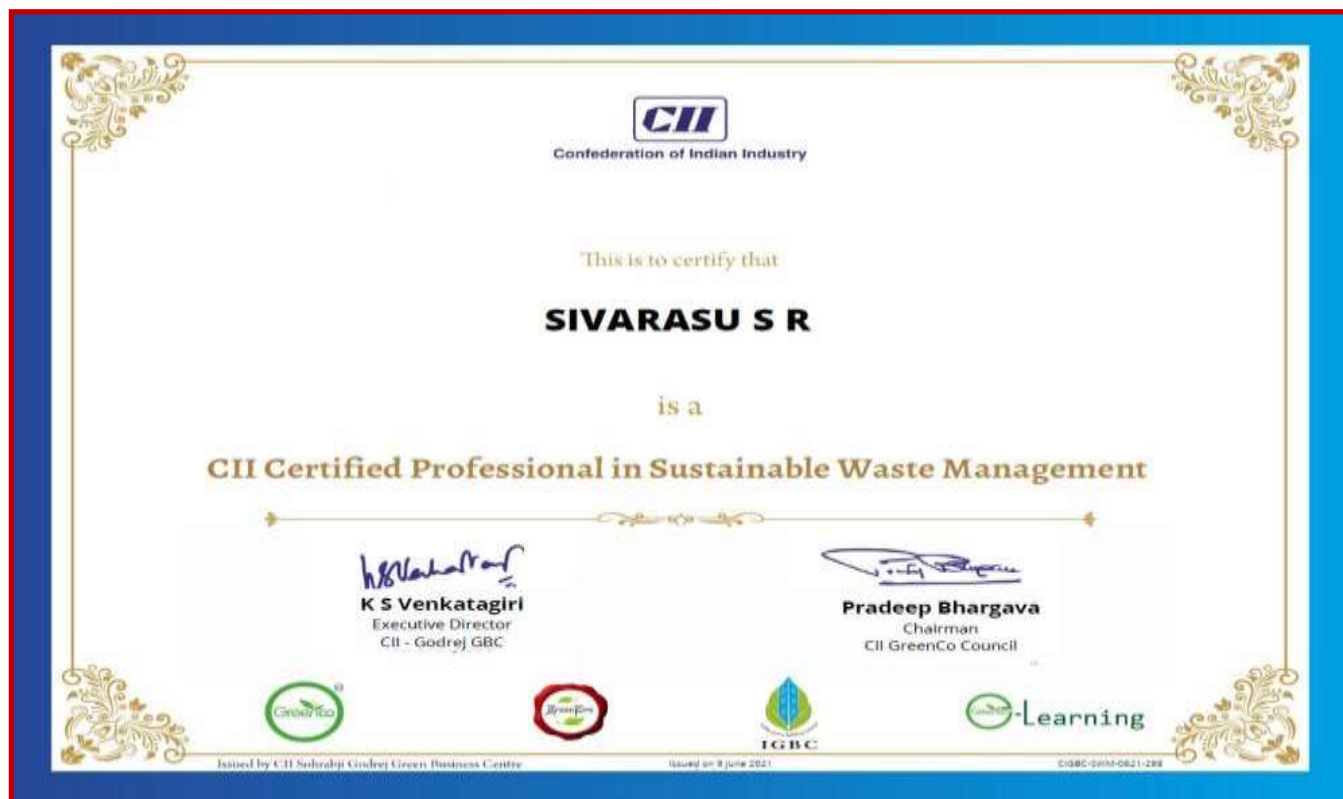 CII
Confederation of Indian Industry
This is to certify that
SIVARASU S R
is a
CII Certified Professional in Sustainable Waste Management
K S Venkatagiri
Executive Director
CII - Godrej GBC
Pradeep Bhargava
Chairman
CII GreenCo Council
GreenCo
IGBC
-Learning
Issued by CII Sohrabji Godrej Green Business Centre
Issued on 9 June 2021